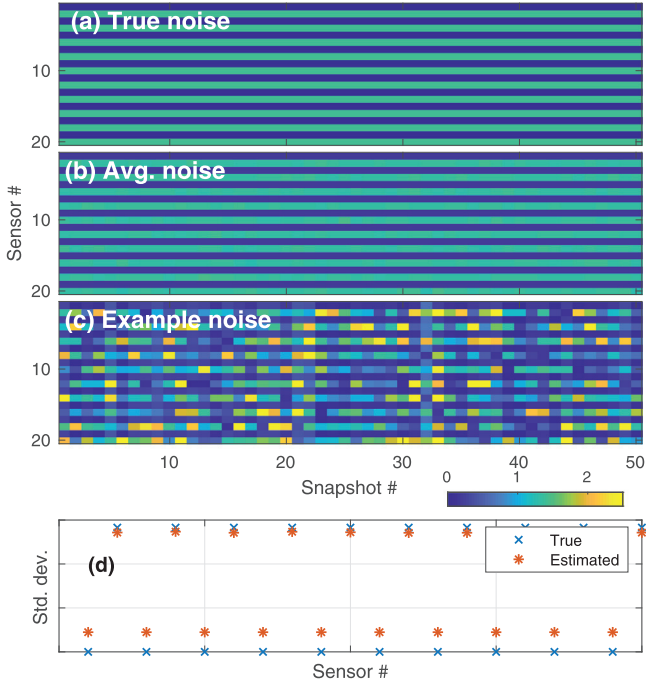 (a) True noise
10
20
(b) Avg. noise
Sensor #
10
20
(c) Example noise
10
20
10 20 30 40 50
Snapshot #
0 1 2
(d)
Std. dev.
True
Estimated
Sensor #